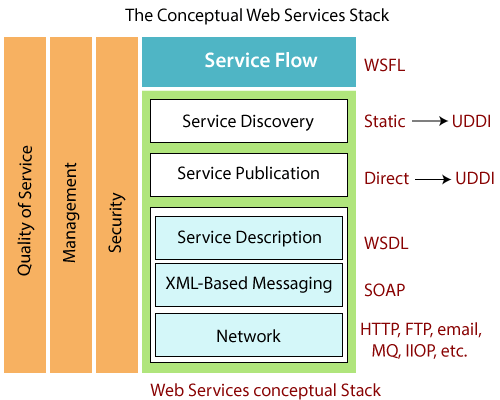 The Conceptual Web Services Stack
Quality of Service
Management
Security
Service Flow
WSFL
Service Discovery
Static → UDDI
Service Publication
Direct → UDDI
Service Description
WSDL
XML-Based Messaging
SOAP
Network
HTTP, FTP, email,
MQ, IIOP, etc.
Web Services conceptual Stack